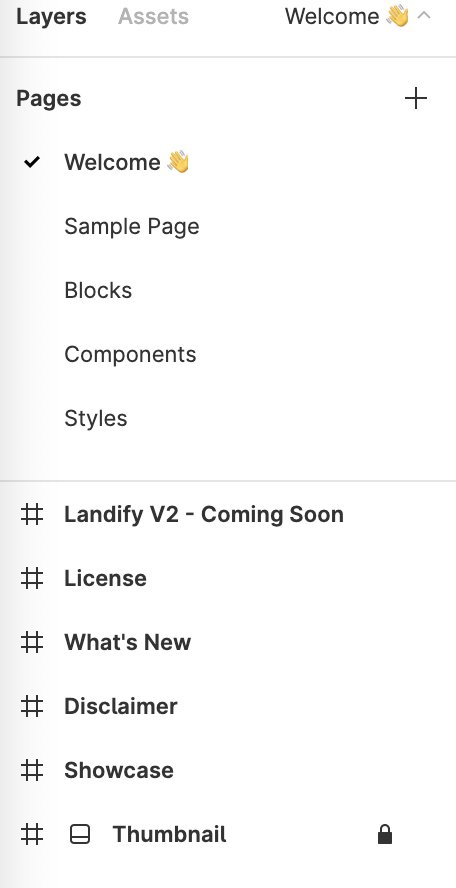 Layers Assets Welcome 👋
Pages
Welcome 👋
Sample Page
Blocks
Components
Styles
Landify V2 - Coming Soon
License
What's New
Disclaimer
Showcase
Thumbnail